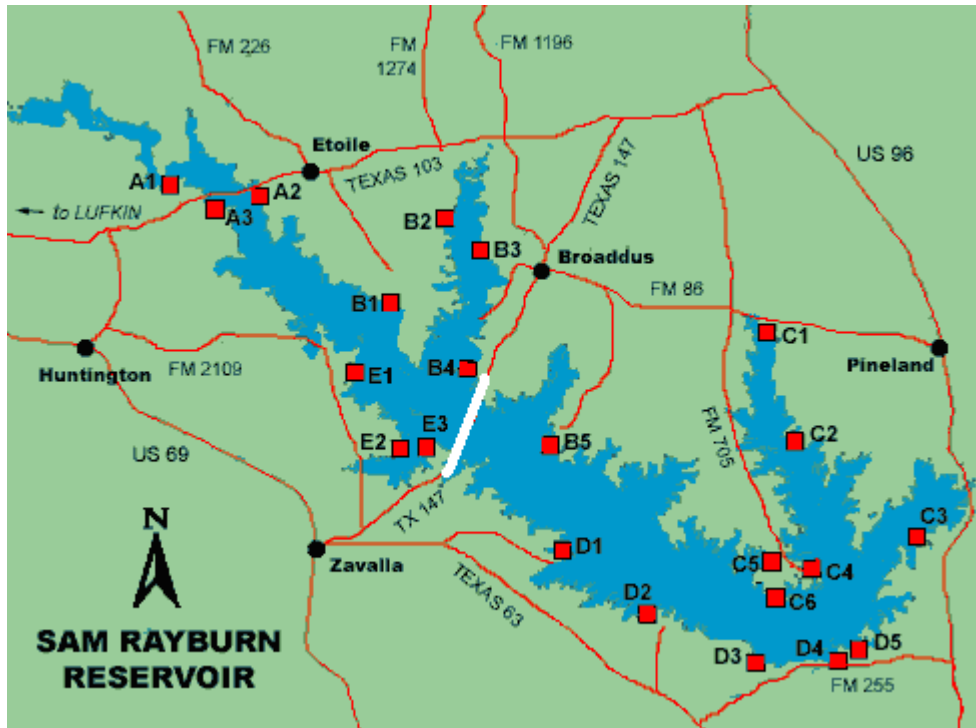 FM 226
FM
1274
FM 1196
Etoile
TEXAS 103
TEXAS 147
US 96
A1
A2
A3
to LUFKIN
B2
B3
Broaddus
FM 86
B1
C1
Huntington
FM 2109
E1
B4
Pineland
US 69
E2
E3
B5
FM 705
C2
TX 147
C3
N
Zavalla
D1
TEXAS 63
C5
C4
D2
C6
SAM RAYBURN
RESERVOIR
D3
D4
D5
FM 255